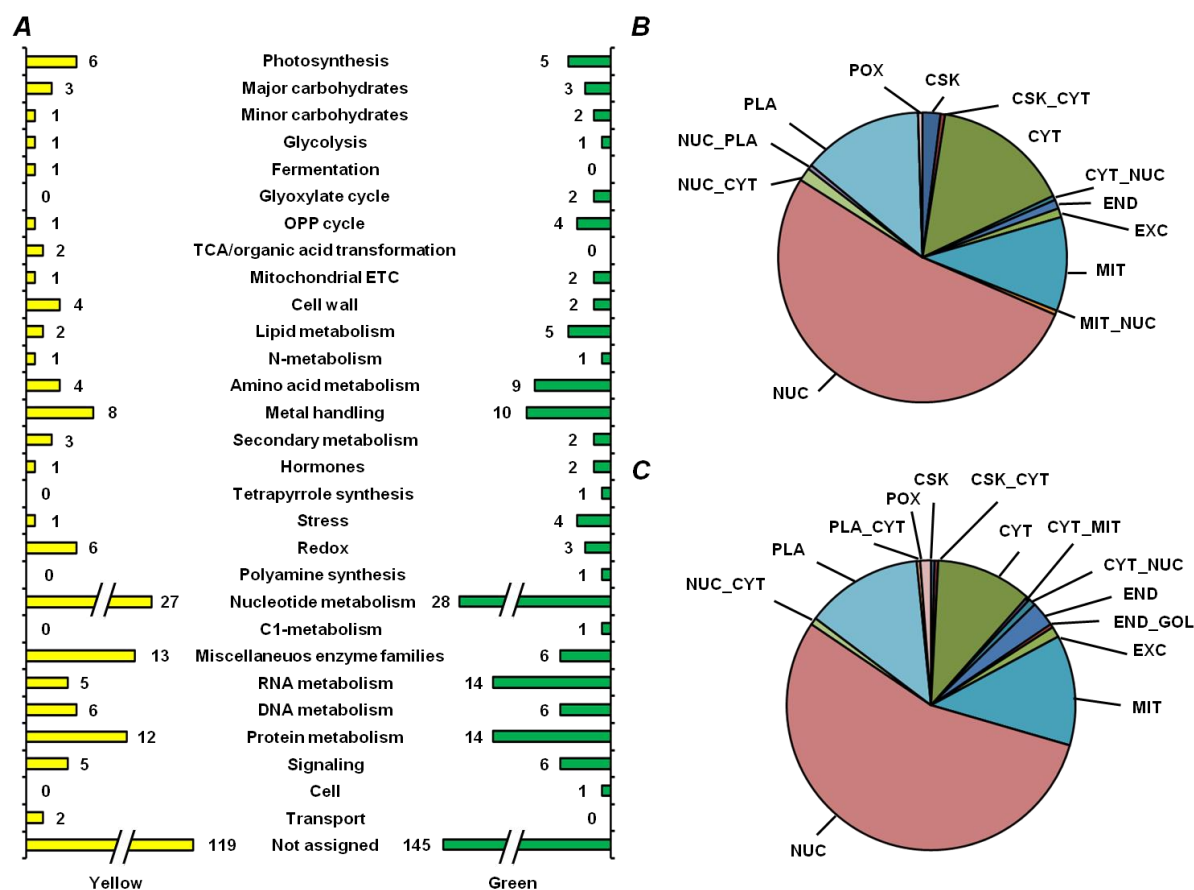 A
6 Photosynthesis 5
3 Major carbohydrates 3
1 Minor carbohydrates 2
1 Glycolysis 1
1 Fermentation 0
0 Glyoxylate cycle 2
1 OPP cycle 4
2 TCA/organic acid transformation 0
1 Mitochondrial ETC 2
4 Cell wall 2
2 Lipid metabolism 5
1 N-metabolism 1
4 Amino acid metabolism 9
8 Metal handling 10
3 Secondary metabolism 2
1 Hormones 2
0 Tetrapyrrole synthesis 1
1 Stress 4
6 Redox 3
0 Polyamine synthesis 1
27 Nucleotide metabolism 28
0 C1-metabolism 1
13 Miscellaneuos enzyme families 6
5 RNA metabolism 14
6 DNA metabolism 6
12 Protein metabolism 14
5 Signaling 6
0 Cell 1
2 Transport 0
119 Not assigned 145
Yellow Green
B
POX
CSK
CSK_CYT
CYT
CYT_NUC
END
EXC
MIT
MIT_NUC
NUC
NUC_CYT
NUC_PLA
PLA
C
CSK
CSK_CYT
CYT
CYT_MIT
CYT_NUC
END
END_GOL
EXC
MIT
NUC
NUC_CYT
PLA
PLA_CYT
POX